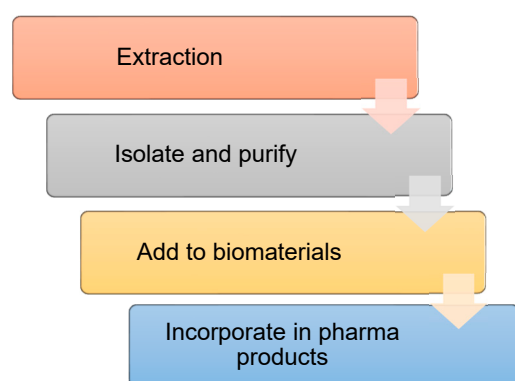 Extraction
Isolate and purify
Add to biomaterials
Incorporate in pharma
products